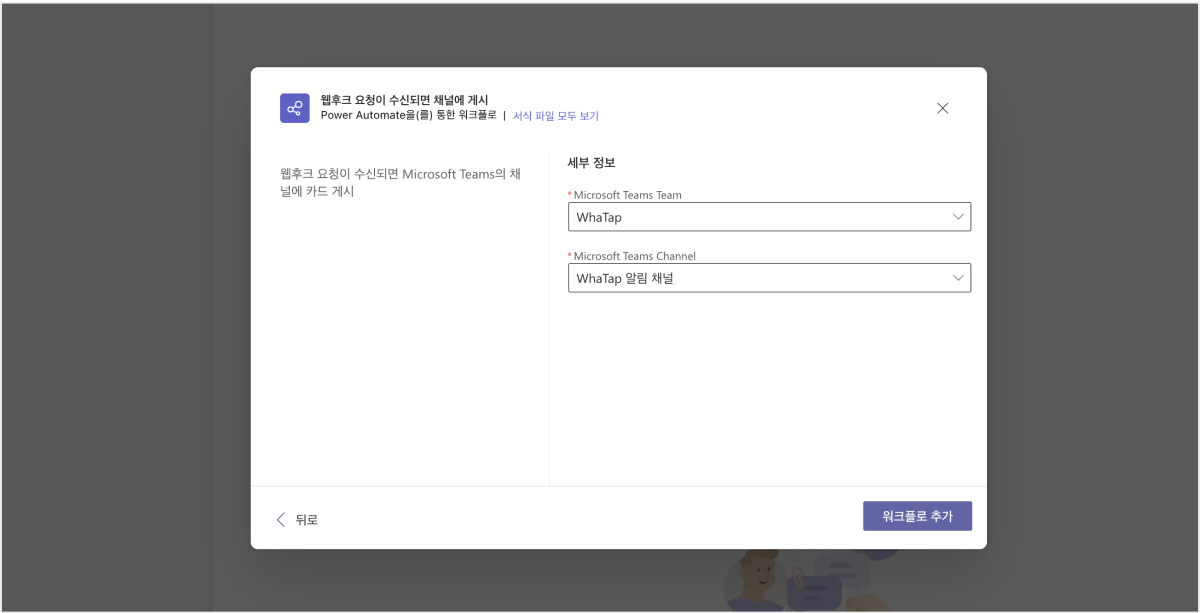 웹후크 요청이 수신되면 채널에 게시
Power Automate을(를) 통한 워크플로 | 서식 파일 모두 보기
웹후크 요청이 수신되면 Microsoft Teams의 채
널에 카드 게시
세부 정보
* Microsoft Teams Team
WhaTap
* Microsoft Teams Channel
WhaTap 알림 채널
뒤로
워크플로 추가